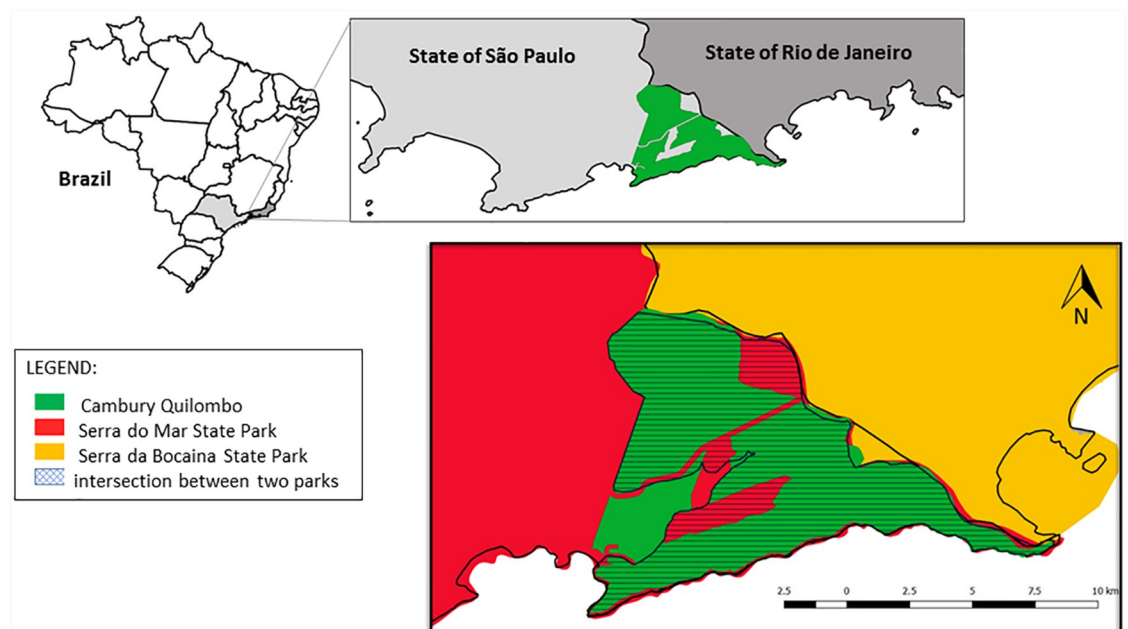 State of São Paulo
State of Rio de Janeiro
Brazil
N
LEGEND:
Cambury Quilombo
Serra do Mar State Park
Serra da Bocaina State Park
intersection between two parks
2.5 0 2.5 5 7.5 10 km